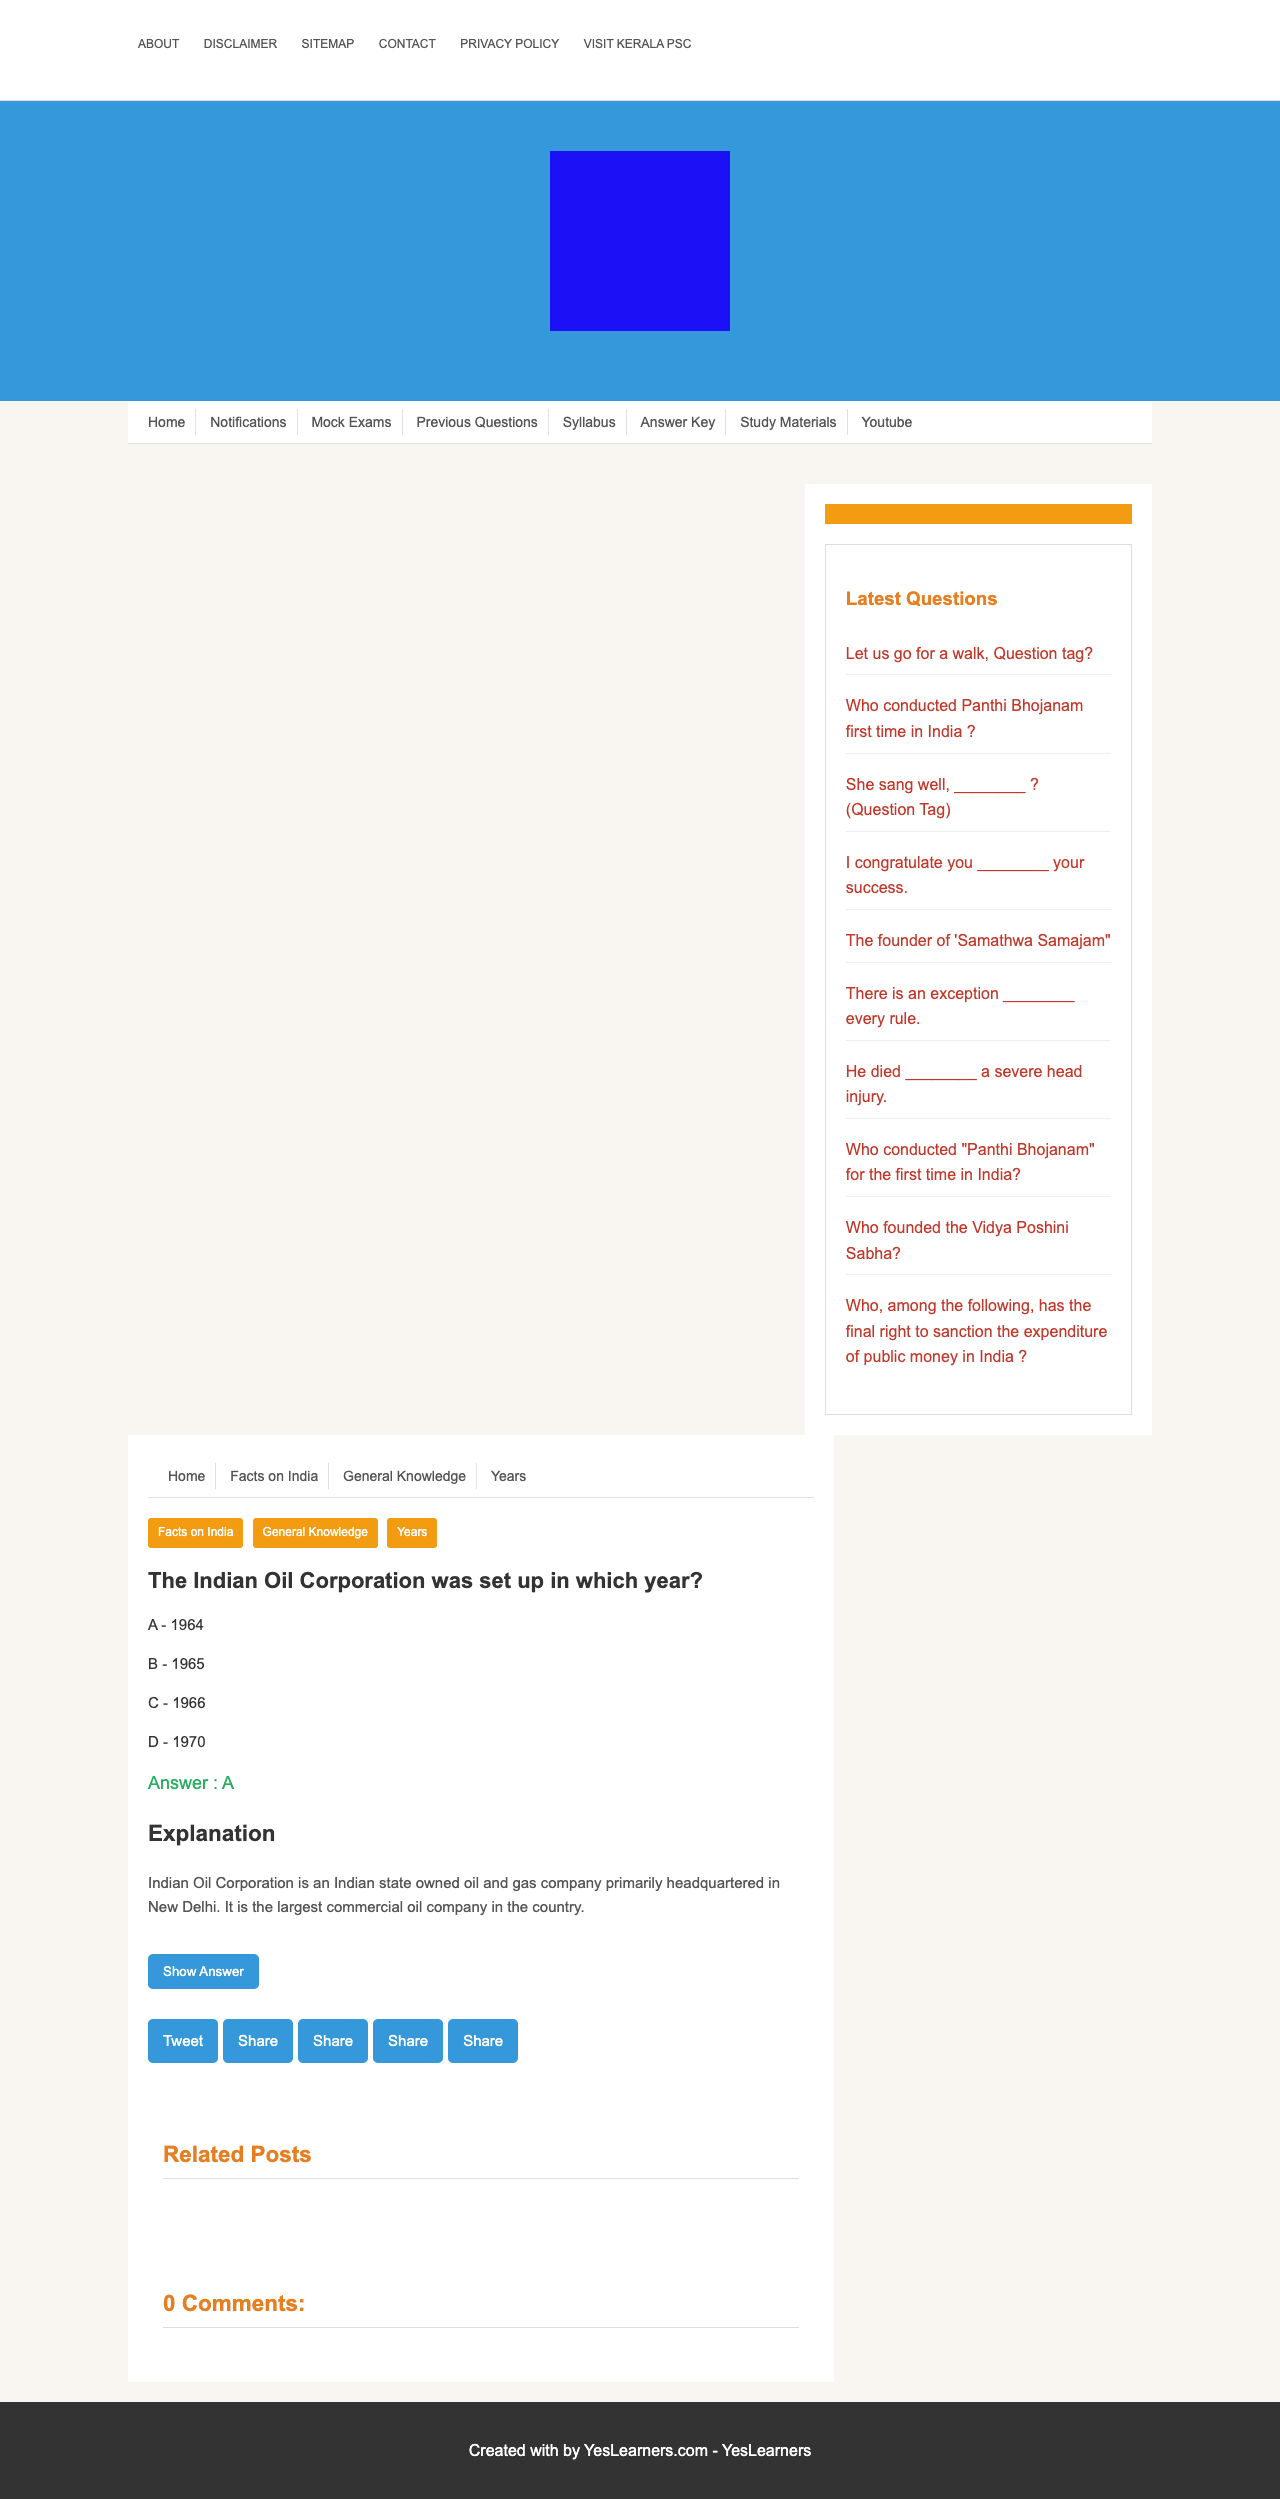 ABOUT DISCLAIMER SITEMAP CONTACT PRIVACY POLICY VISIT KERALA PSC
Home Notifications Mock Exams Previous Questions Syllabus Answer Key Study Materials Youtube
Latest Questions
Let us go for a walk, Question tag?
Who conducted Panthi Bhojanam
first time in India ?
She sang well, ________ ?
(Question Tag)
I congratulate you ________ your
success.
The founder of 'Samathwa Samajam"
There is an exception ________
every rule.
He died ________ a severe head
injury.
Who conducted "Panthi Bhojanam"
for the first time in India?
Who founded the Vidya Poshini
Sabha?
Who, among the following, has the
final right to sanction the expenditure
of public money in India ?
Home Facts on India General Knowledge Years
Facts on India General Knowledge Years
The Indian Oil Corporation was set up in which year?
A - 1964
B - 1965
C - 1966
D - 1970
Answer : A
Explanation
Indian Oil Corporation is an Indian state owned oil and gas company primarily headquartered in
New Delhi. It is the largest commercial oil company in the country.
Show Answer
Tweet Share Share Share Share
Related Posts
0 Comments:
Created with by YesLearners.com - YesLearners